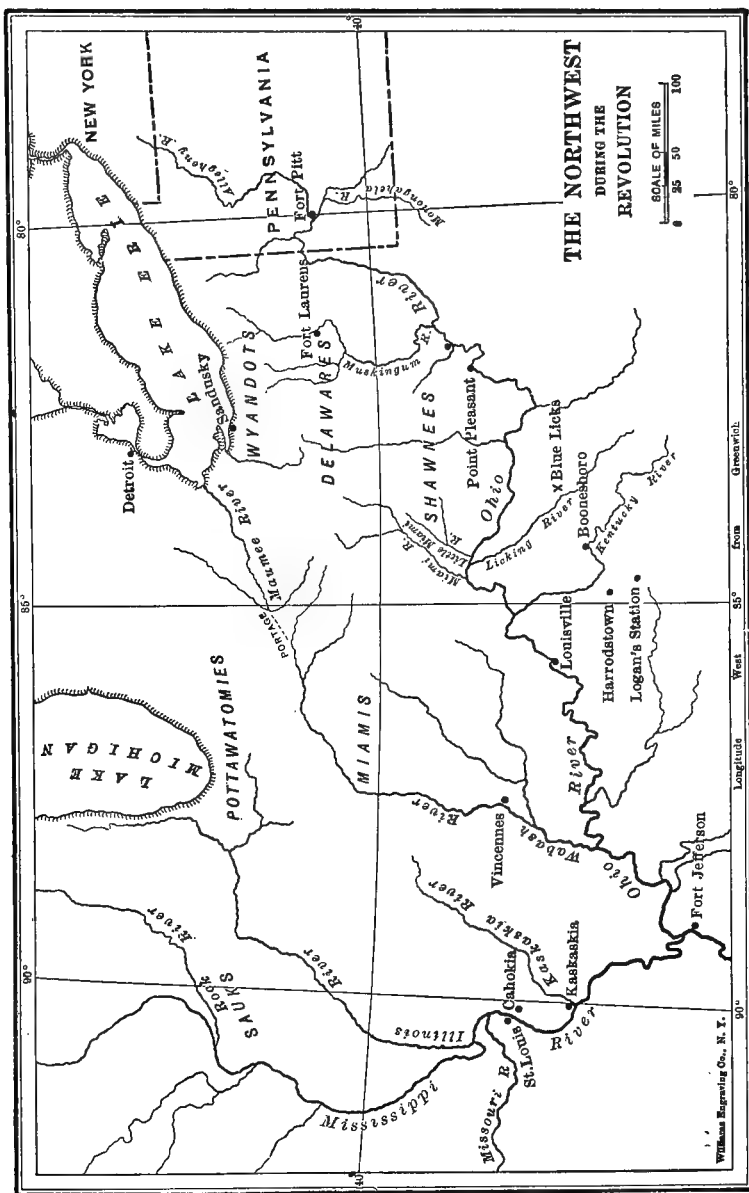 THE NORTHWEST
DURING THE
REVOLUTION
SCALE OF MILES
0 25 50 100
90°
85°
80°
40°
LAKE
MICHIGAN
LAKE ERIE
NEW YORK
PENNSYLVANIA
Allegheny R.
Fort Pitt
Monongahela
R.
Detroit
Sandusky
WYANDOTS
Fort Laurens
DELAWARES
Muskingum R.
River
SHAWNEES
Point Pleasant
Ohio
Maumee River
PORTAGE
POTTAWATOMIES
MIAMIS
Miami R.
Little Miami R.
Licking River
x Blue Licks
Boonesboro
Kentucky River
Louisville
Harrodstown
Logan's Station
River
Rock River
SAUKS
Illinois River
Mississippi
River
Missouri R
St. Louis
Cahokia
Kaskaskia
Kaskaskia River
Vincennes
Wabash River
Ohio
Fort Jefferson
40
90°
Longitude West from Greenwich
80°
Williams Engraving Co., N. Y.